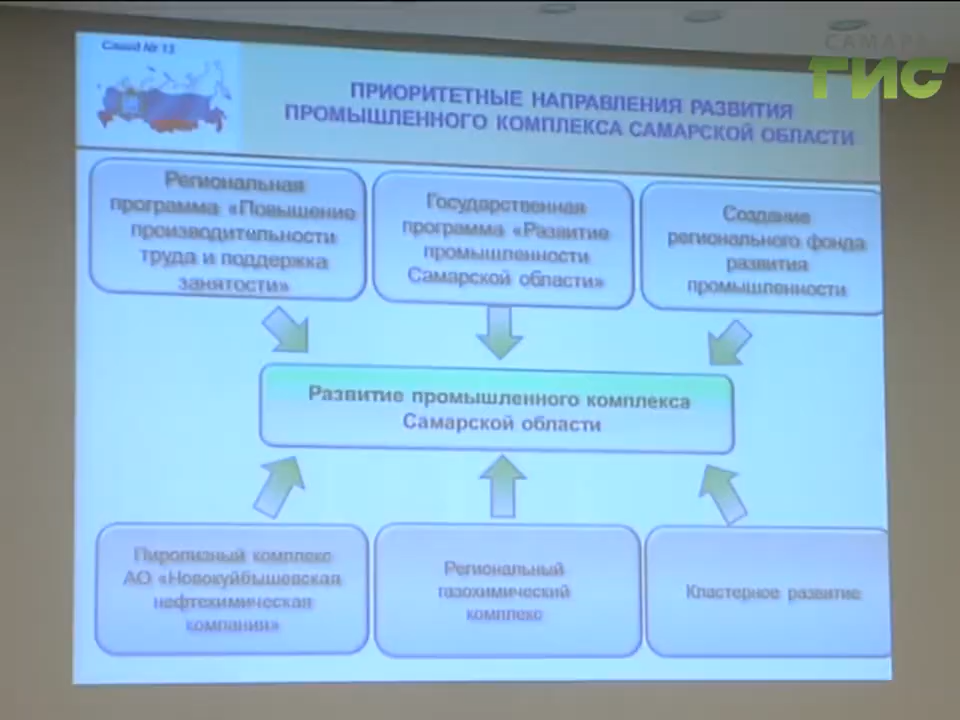 Слайд № 13
САМАРА
ГИС
ПРИОРИТЕТНЫЕ НАПРАВЛЕНИЯ РАЗВИТИЯ
ПРОМЫШЛЕННОГО КОМПЛЕКСА САМАРСКОЙ ОБЛАСТИ
Региональная
программа «Повышение
производительности
труда и поддержка
занятости»
Государственная
программа «Развитие
промышленности
Самарской области»
Создание
регионального фонда
развития
промышленности
Развитие промышленного комплекса
Самарской области
Пиролизный комплекс
АО «Новокуйбышевская
нефтехимическая
компания»
Региональный
газохимический
комплекс
Кластерное развитие